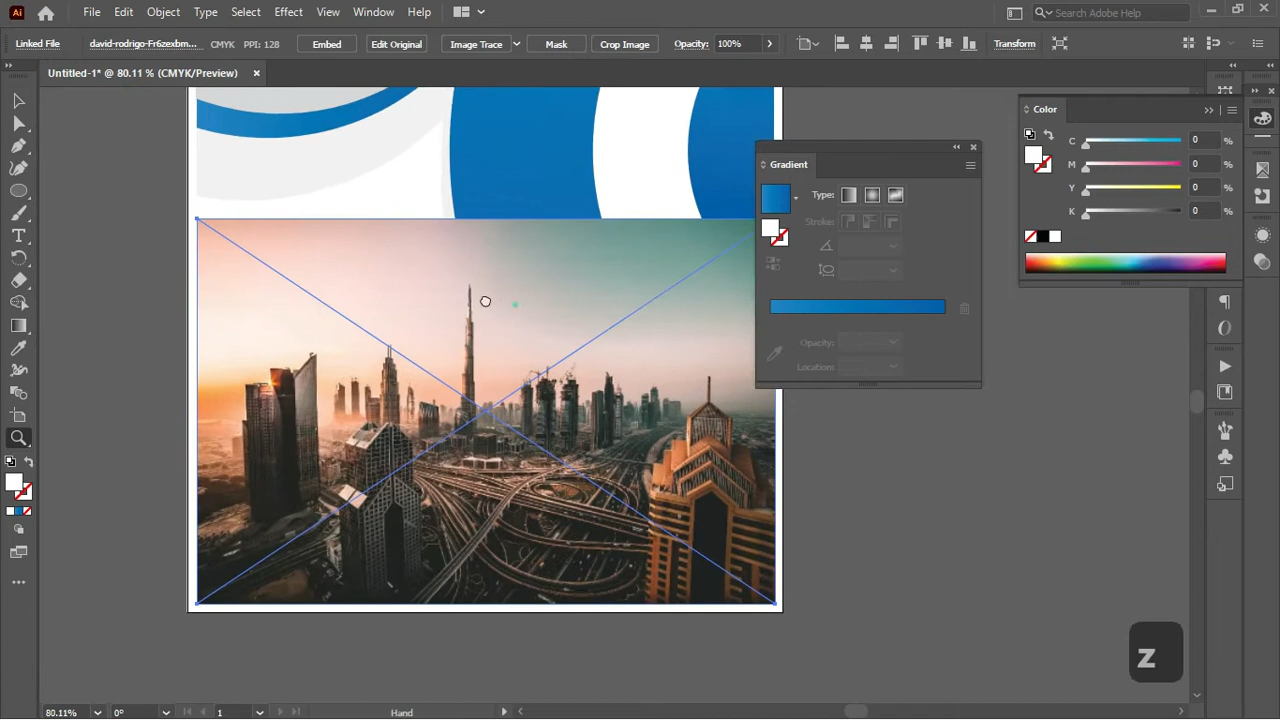 Ai File Edit Object Type Select Effect View Window Help Search Adobe Help
Linked File david-rodrigo-Fr6zexbm... CMYK PPI: 128 Embed Edit Original Image Trace Mask Crop Image Opacity: 100% Transform
Untitled-1* @ 80.11 % (CMYK/Preview)
Color
C 0 %
M 0 %
Y 0 %
K 0 %
Gradient
Type:
Stroke:
Opacity:
Location:
T
z
80.11% 0° 1 Hand